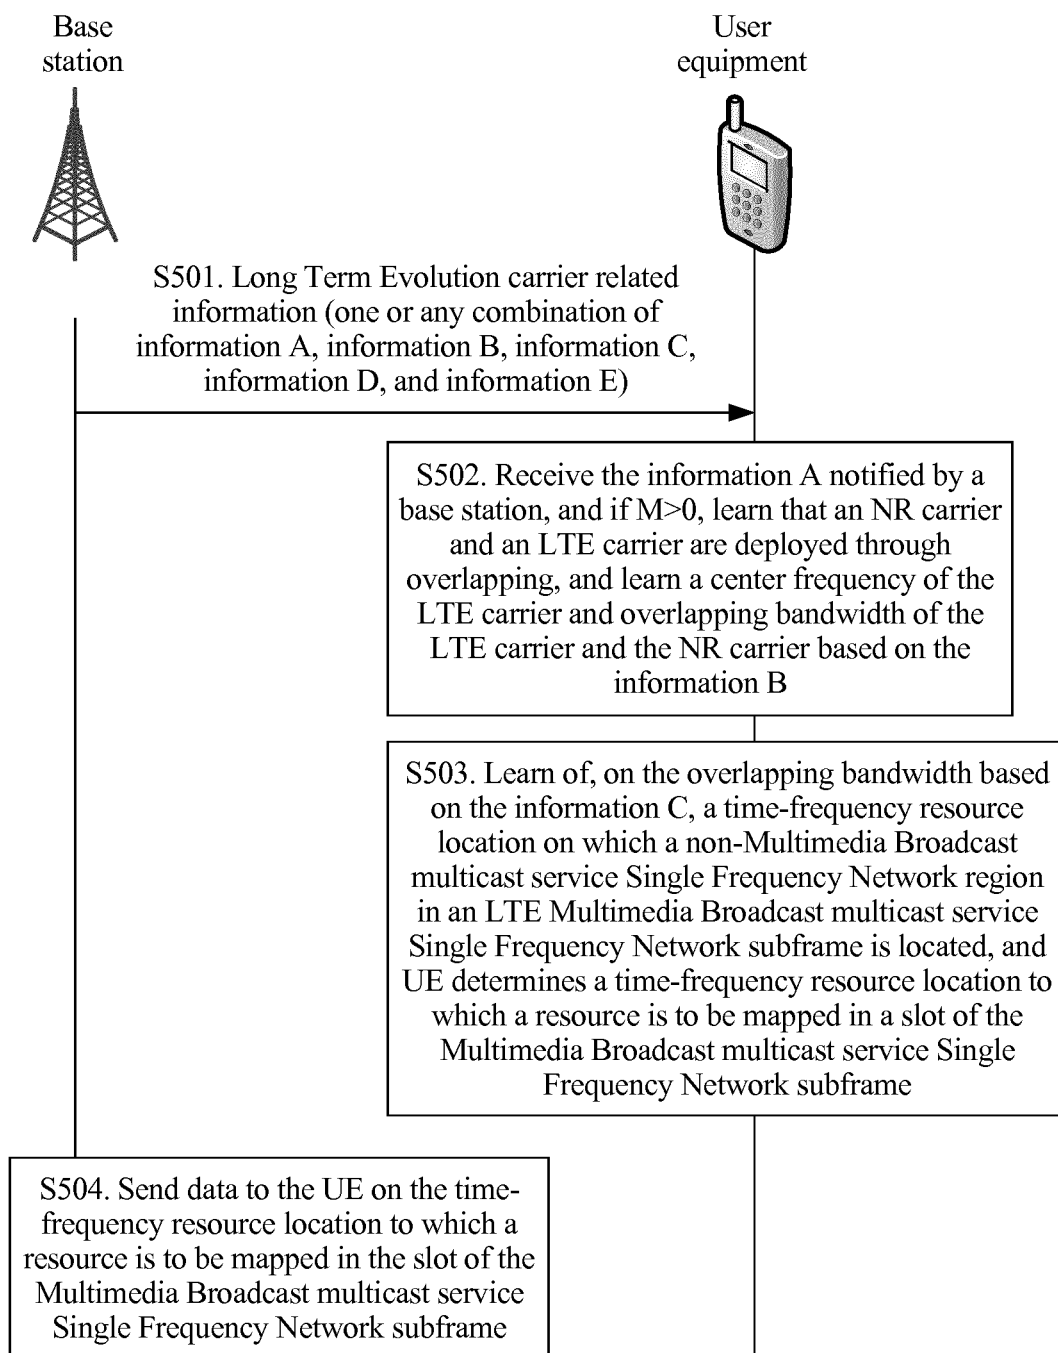 Base
station
User
equipment
S501. Long Term Evolution carrier related
information (one or any combination of
information A, information B, information C,
information D, and information E)
S502. Receive the information A notified by a
base station, and if M>0, learn that an NR carrier
and an LTE carrier are deployed through
overlapping, and learn a center frequency of the
LTE carrier and overlapping bandwidth of the
LTE carrier and the NR carrier based on the
information B
S503. Learn of, on the overlapping bandwidth based
on the information C, a time-frequency resource
location on which a non-Multimedia Broadcast
multicast service Single Frequency Network region
in an LTE Multimedia Broadcast multicast service
Single Frequency Network subframe is located, and
UE determines a time-frequency resource location to
which a resource is to be mapped in a slot of the
Multimedia Broadcast multicast service Single
Frequency Network subframe
S504. Send data to the UE on the time-
frequency resource location to which a
resource is to be mapped in the slot of the
Multimedia Broadcast multicast service
Single Frequency Network subframe